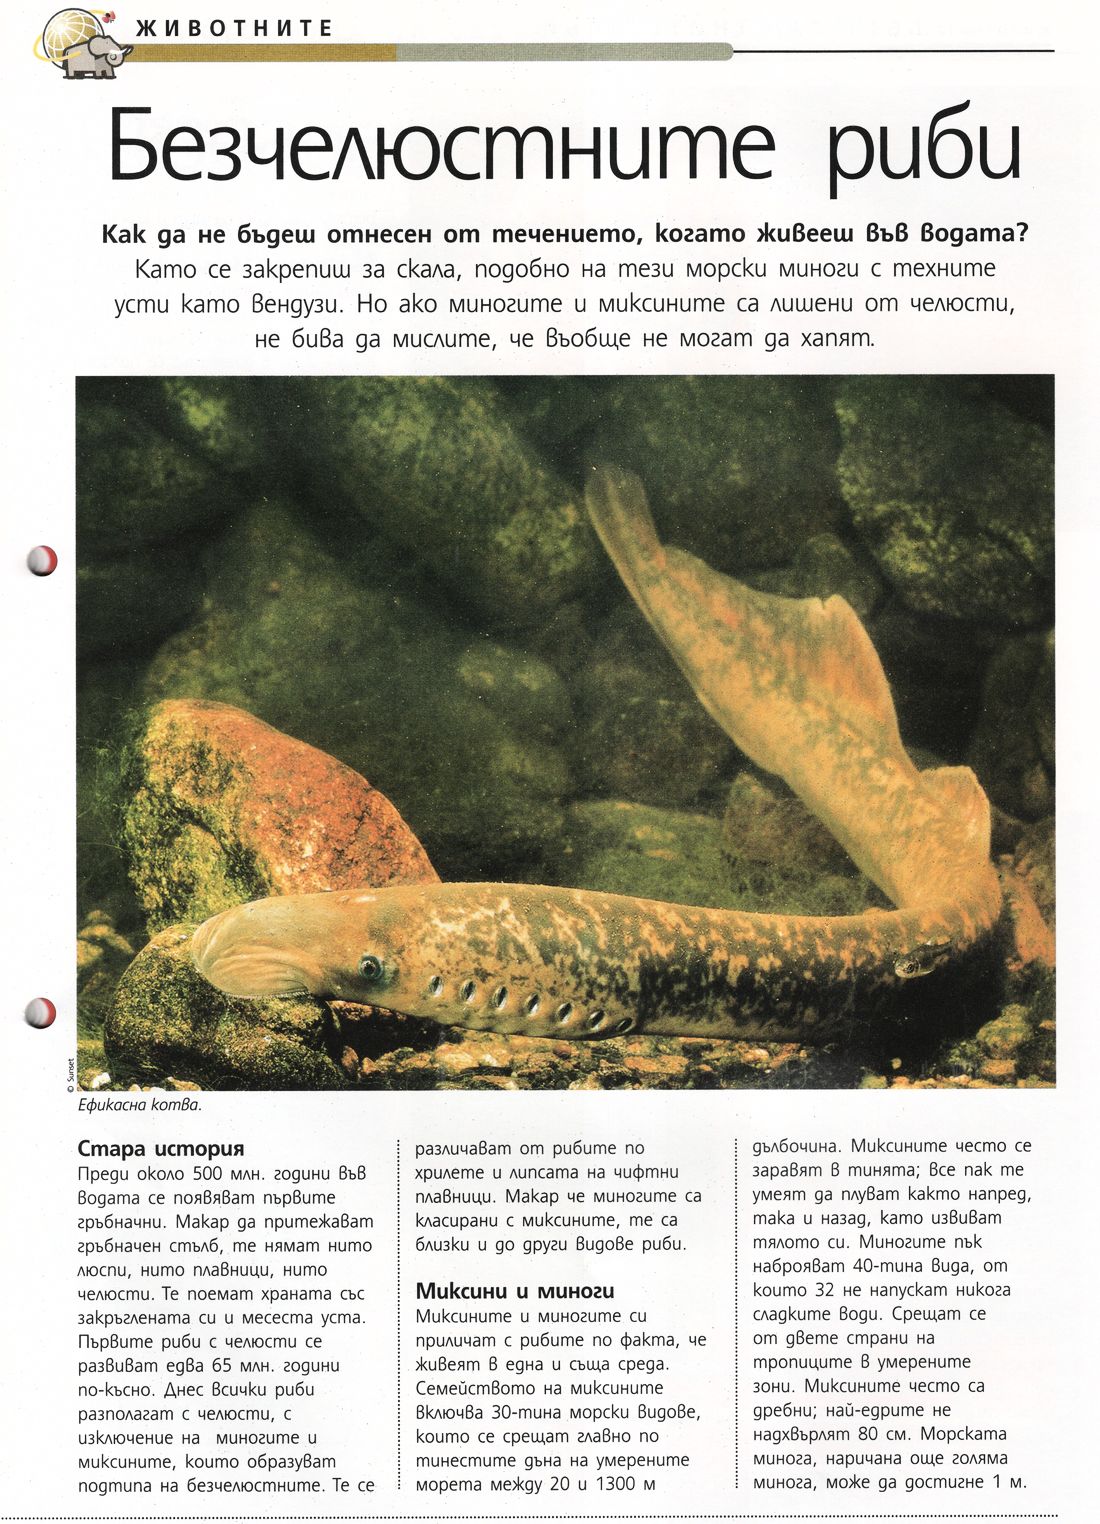 ЖИВОТНИТЕ
Безчелюстните риби
Как да не бъдеш отнесен от течението, когато живееш във водата?
Като се закрепиш за скала, подобно на тези морски миноги с техните
усти като вендузи. Но ако миногите и миксините са лишени от челюсти,
не бива да мислите, че въобще не могат да хапят.
© Sunset
Ефикасна котва.
Стара история
Преди около 500 млн. години във
водата се появяват първите
гръбначни. Макар да притежават
гръбначен стълб, те нямат нито
люспи, нито плавници, нито
челюсти. Те поемат храната със
закръглената си и месеста уста.
Първите риби с челюсти се
развиват едва 65 млн. години
по-късно. Днес всички риби
разполагат с челюсти, с
изключение на миногите и
миксините, които образуват
подтипа на безчелюстните. Те се
различават от рибите по
хрилете и липсата на чифтни
плавници. Макар че миногите са
класирани с миксините, те са
близки и до други видове риби.
Миксини и миноги
Миксините и миногите си
приличат с рибите по факта, че
живеят в една и съща среда.
Семейството на миксините
включва 30-тина морски видове,
които се срещат главно по
тинестите дъна на умерените
морета между 20 и 1300 м
дълбочина. Миксините често се
заравят в тинята; все пак те
умеят да плуват както напред,
така и назад, като извиват
тялото си. Миногите пък
наброяват 40-тина вида, от
които 32 не напускат никога
сладките води. Срещат се
от двете страни на
тропиците в умерените
зони. Миксините често са
дребни; най-едрите не
надхвърлят 80 см. Морската
минога, наричана още голяма
минога, може да достигне 1 м.